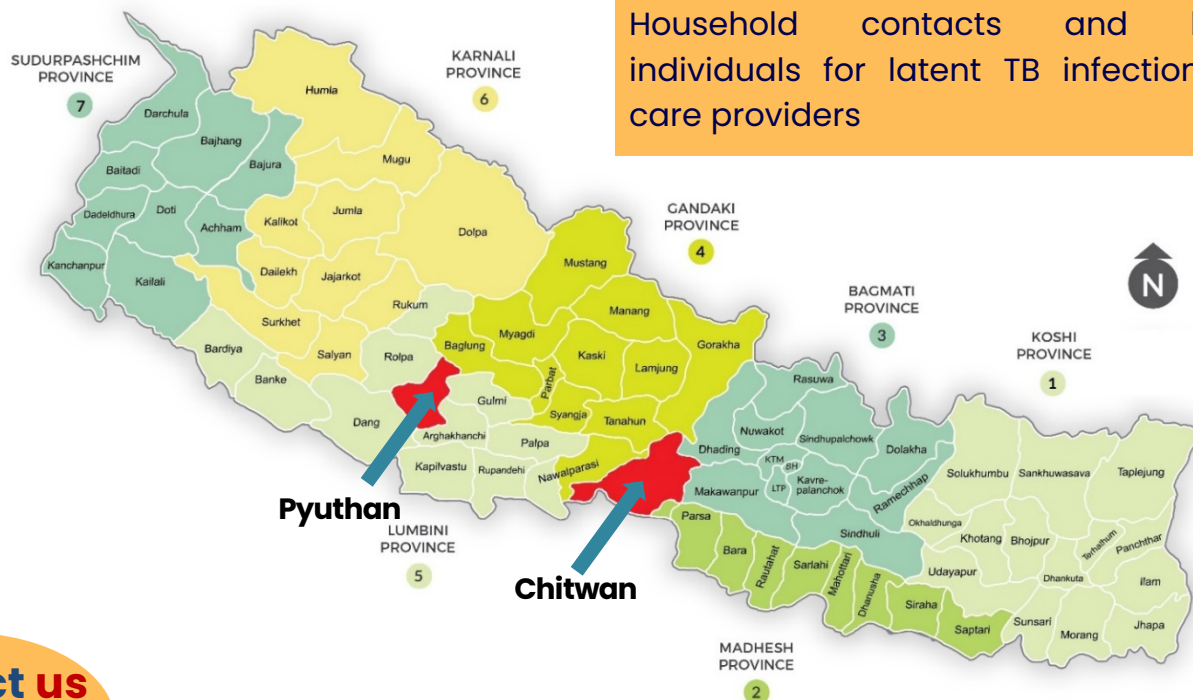 Household contacts and
individuals for latent TB infection
care providers
SUDURPASHCHIM
PROVINCE
7
KARNALI
PROVINCE
6
GANDAKI
PROVINCE
4
BAGMATI
PROVINCE
3
KOSHI
PROVINCE
1
N
Humla
Darchula
Bajhang
Bajura
Mugu
Baitadi
Dadeldhura
Doti
Achham
Kalikot
Jumla
Dolpa
Kanchanpur
Kailali
Dailekh
Jajarkot
Mustang
Surkhet
Rukum
Manang
Bardiya
Salyan
Rolpa
Baglung
Myagdi
Kaski
Lamjung
Gorakha
Banke
Parbat
Gulmi
Syangja
Tanahun
Dang
Arghakhanchi
Palpa
Kapilvastu
Rupandehi
Nawalparasi
Rasuwa
Nuwakot
Sindhupalchowk
Dolakha
Dhading
KTM
BH
LTP
Kavre-
palanchok
Ramechhap
Makawanpur
Sindhuli
Solukhumbu
Sankhuwasava
Taplejung
Okhaldhunga
Khotang
Bhojpur
Terhathum
Panchthar
Udayapur
Dhankuta
Ilam
Sunsari
Morang
Jhapa
Parsa
Bara
Rautahat
Sarlahi
Mahottari
Dhanusha
Siraha
Saptari
Pyuthan
LUMBINI
PROVINCE
5
Chitwan
MADHESH
PROVINCE
2
us